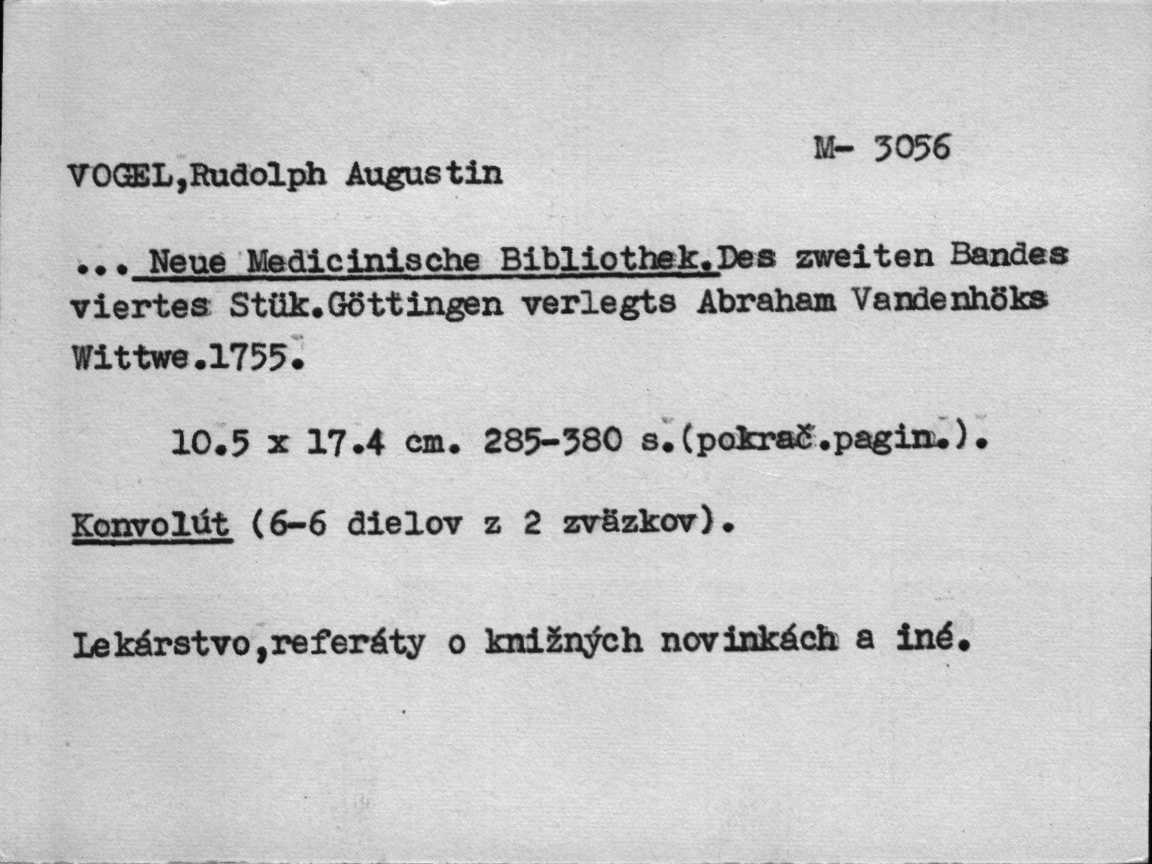 M- 3056
VOGEL,Rudolph Augustin
... Neue Medicinische Bibliothek.Des zweiten Bandes
viertes Stük.Göttingen verlegts Abraham Vandenhöks
Wittwe.1755.
10.5 x 17.4 cm. 285-380 s.(pokrač.pagin.).
Konvolút (6-6 dielov z 2 zväzkov).
Lekárstvo,referáty o knižných novinkách a iné.